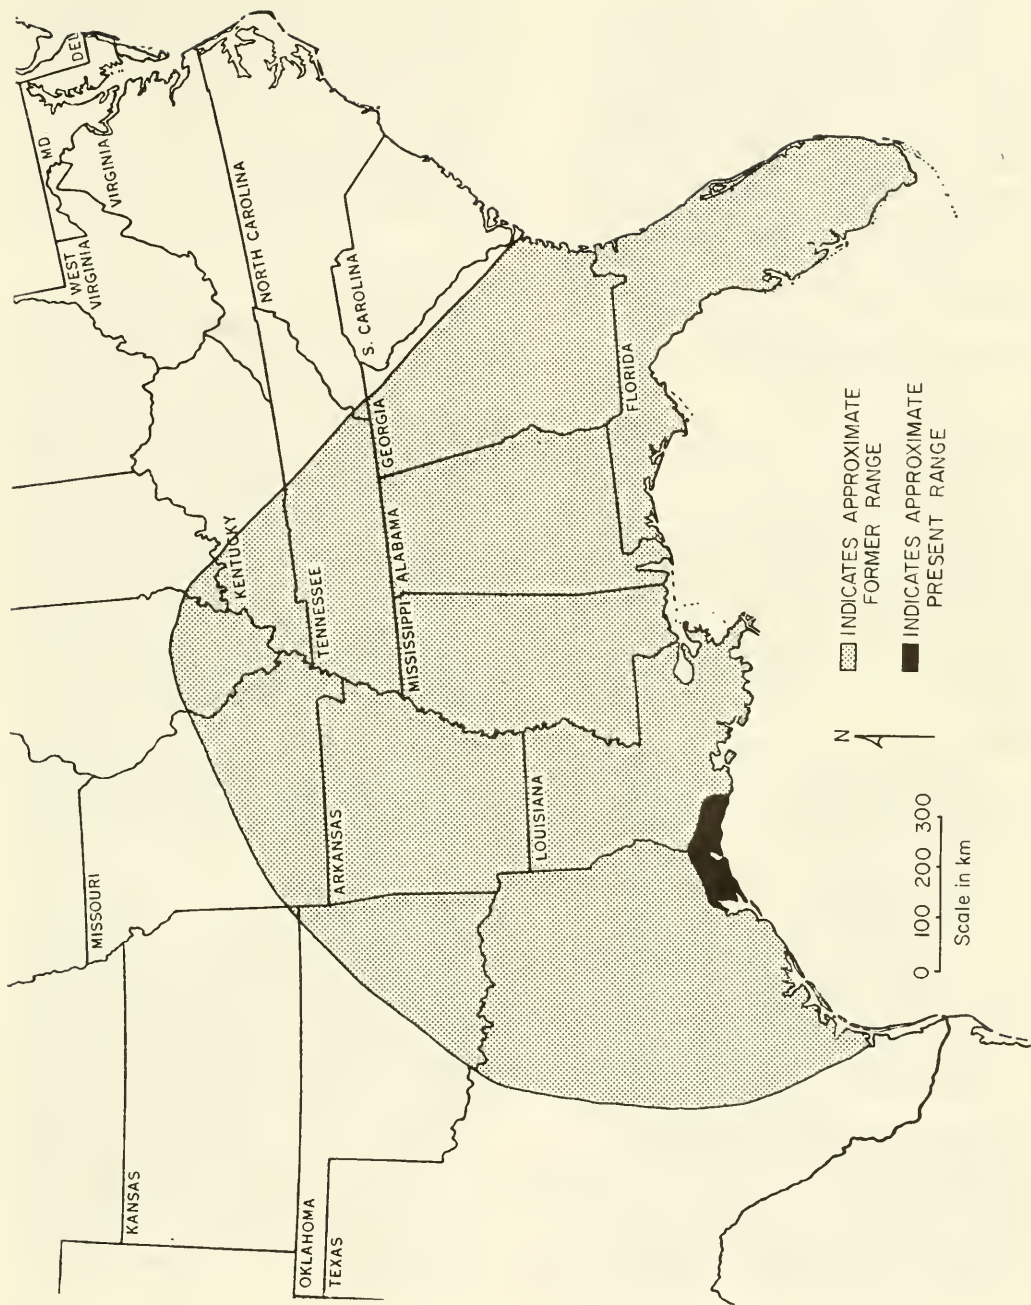 DEL
MD
VIRGINIA
WEST
VIRGINIA
NORTH CAROLINA
S. CAROLINA
KENTUCKY
TENNESSEE
GEORGIA
ALABAMA
MISSISSIPPI
FLORIDA
MISSOURI
ARKANSAS
LOUISIANA
KANSAS
OKLAHOMA
TEXAS
INDICATES APPROXIMATE
FORMER RANGE
INDICATES APPROXIMATE
PRESENT RANGE
N
0 100 200 300
Scale in km